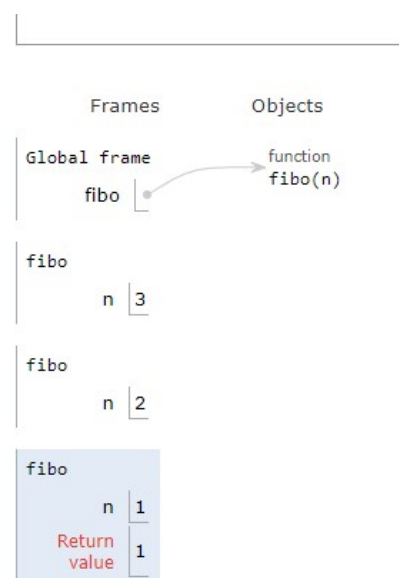 Frames Objects
Global frame function
fibo fibo(n)
fibo
n 3
fibo
n 2
fibo
n 1
Return
value 1